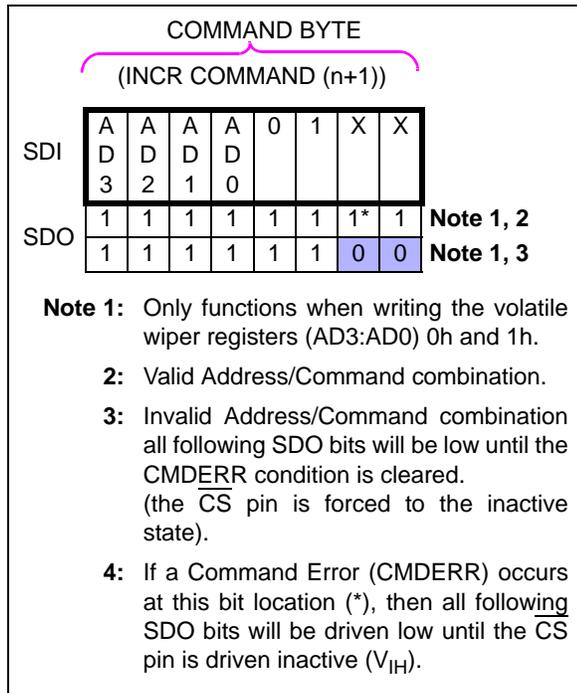 COMMAND BYTE
(INCR COMMAND (n+1))
SDI A A A A 0 1 X X
D D D D
3 2 1 0
SDO 1 1 1 1 1 1 1* 1 Note 1, 2
1 1 1 1 1 1 0 0 Note 1, 3
Note 1: Only functions when writing the volatile
wiper registers (AD3:AD0) 0h and 1h.
2: Valid Address/Command combination.
3: Invalid Address/Command combination
all following SDO bits will be low until the
CMDERR condition is cleared.
(the C̅S̅ pin is forced to the inactive
state).
4: If a Command Error (CMDERR) occurs
at this bit location (*), then all following
SDO bits will be driven low until the C̅S̅
pin is driven inactive (VIH).